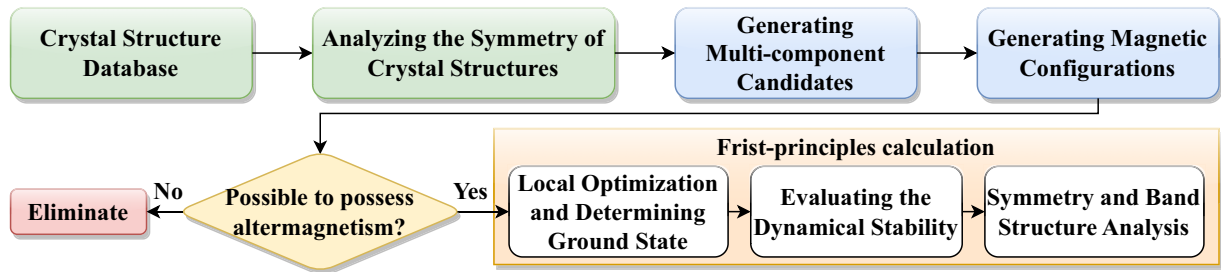 Crystal Structure
Database
Analyzing the Symmetry of
Crystal Structures
Generating
Multi-component
Candidates
Generating Magnetic
Configurations
Eliminate
No
Possible to possess
altermagnetism?
Yes
Frist-principles calculation
Local Optimization
and Determining
Ground State
Evaluating the
Dynamical Stability
Symmetry and Band
Structure Analysis